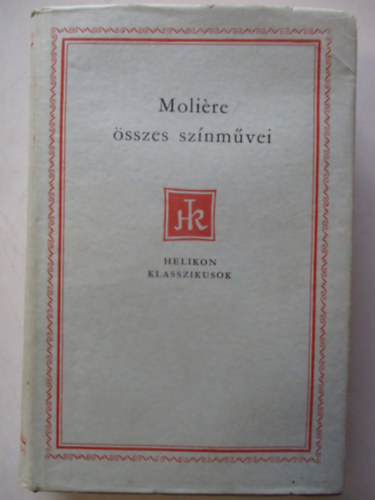 Molière
összes színművei
HK
HELIKON
KLASSZIKUSOK